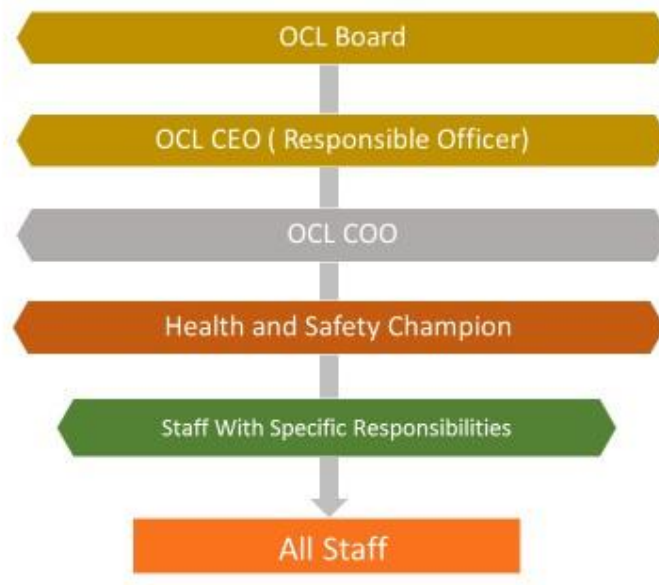 OCL Board
OCL CEO ( Responsible Officer)
OCL COO
Health and Safety Champion
Staff With Specific Responsibilities
All Staff